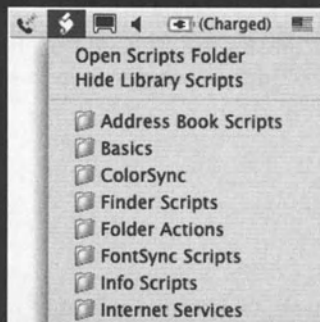 (Charged)
Open Scripts Folder
Hide Library Scripts
Address Book Scripts
Basics
ColorSync
Finder Scripts
Folder Actions
FontSync Scripts
Info Scripts
Internet Services